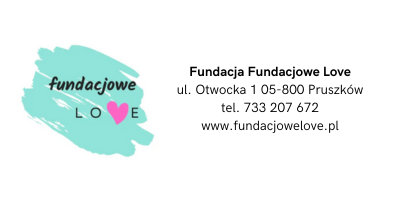 fundacjowe
LOVE
Fundacja Fundacjowe Love
ul. Otwocka 1 05-800 Pruszków
tel. 733 207 672
www.fundacjowelove.pl